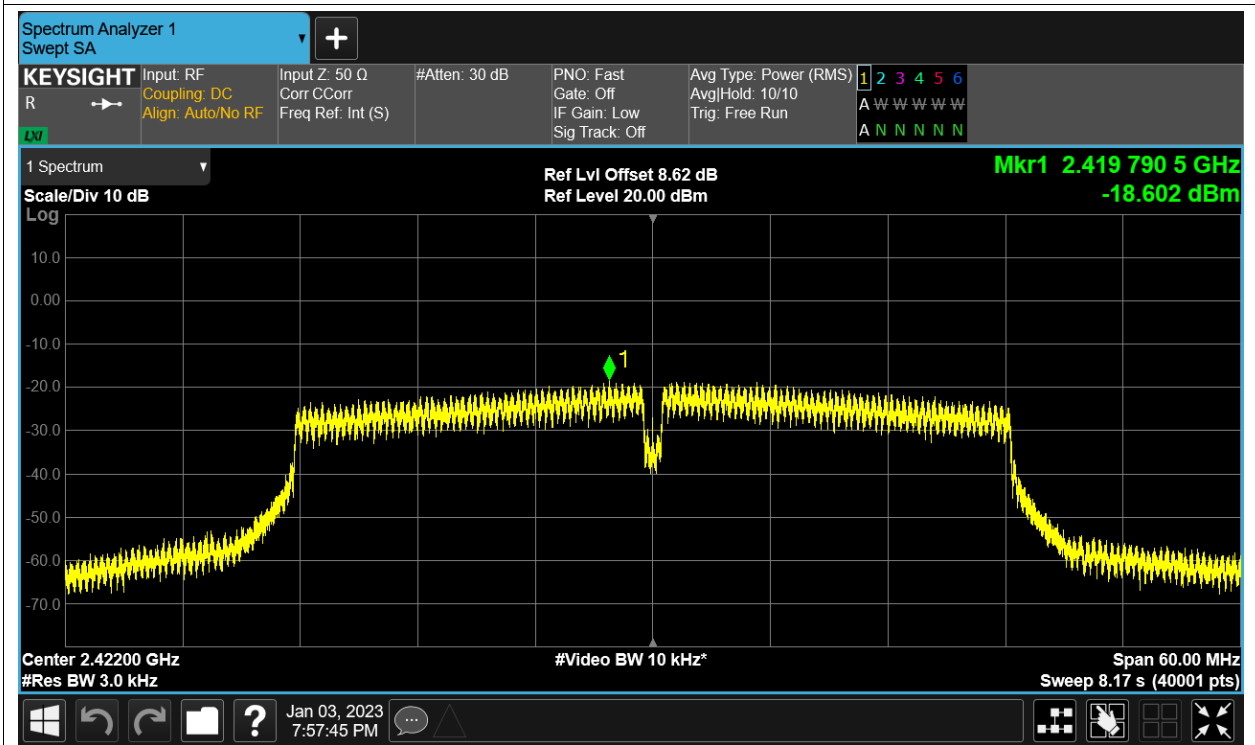 Spectrum Analyzer 1
Swept SA
KEYSIGHT
R
LXI
Input: RF
Coupling: DC
Align: Auto/No RF
Input Z: 50 Ω
Corr CCorr
Freq Ref: Int (S)
#Atten: 30 dB
PNO: Fast
Gate: Off
IF Gain: Low
Sig Track: Off
Avg Type: Power (RMS)
Avg|Hold: 10/10
Trig: Free Run
1 2 3 4 5 6
A W W W W W
A N N N N N
1 Spectrum
Scale/Div 10 dB
Log
Ref Lvl Offset 8.62 dB
Ref Level 20.00 dBm
Mkr1 2.419 790 5 GHz
-18.602 dBm
10.0
0.00
-10.0
1
-20.0
-30.0
-40.0
-50.0
-60.0
-70.0
Center 2.42200 GHz
#Res BW 3.0 kHz
#Video BW 10 kHz*
Span 60.00 MHz
Sweep 8.17 s (40001 pts)
?
Jan 03, 2023
7:57:45 PM